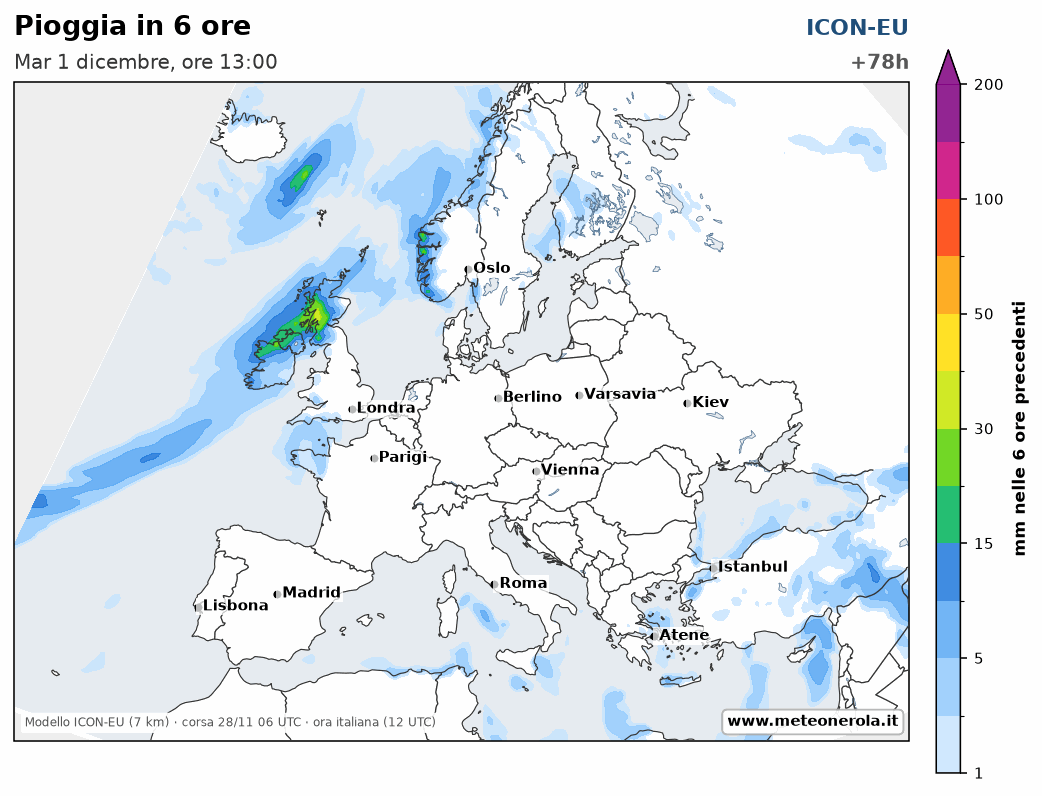 Pioggia in 6 ore
ICON-EU
Mar 1 dicembre, ore 13:00
+78h
200
100
50
30
15
5
1
mm nelle 6 ore precedenti
Oslo
Berlino
Varsavia
Kiev
Londra
Parigi
Vienna
Istanbul
Roma
Madrid
Lisbona
Atene
Modello ICON-EU (7 km) · corsa 28/11 06 UTC · ora italiana (12 UTC)
www.meteonerola.it